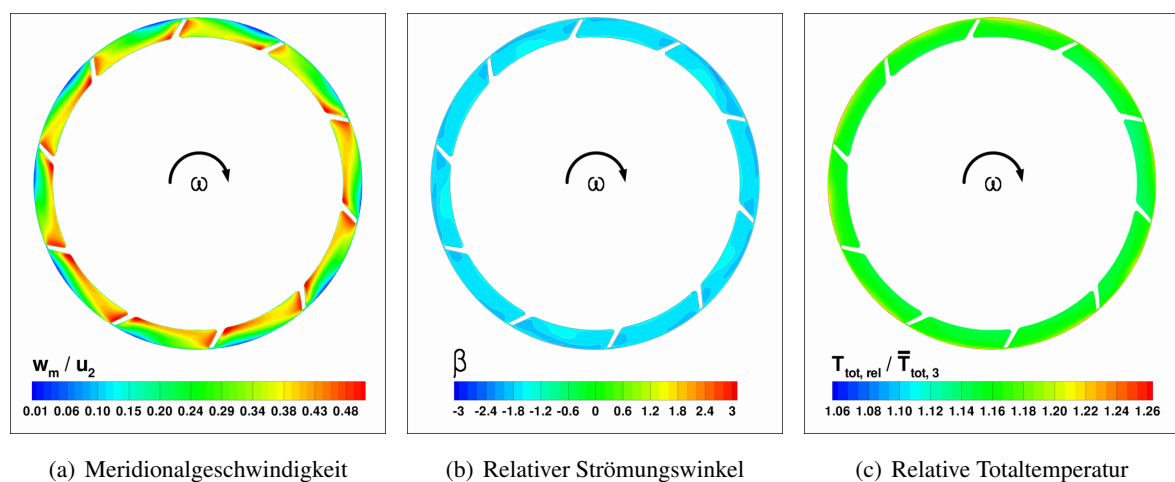 ω
w_m / u_2
0.01 0.06 0.10 0.15 0.20 0.24 0.29 0.34 0.38 0.43 0.48
(a) Meridionalgeschwindigkeit
ω
β
-3 -2.4 -1.8 -1.2 -0.6 0 0.6 1.2 1.8 2.4 3
(b) Relativer Strömungswinkel
ω
T_tot, rel / T̿_tot, 3
1.06 1.08 1.10 1.12 1.14 1.16 1.18 1.20 1.22 1.24 1.26
(c) Relative Totaltemperatur